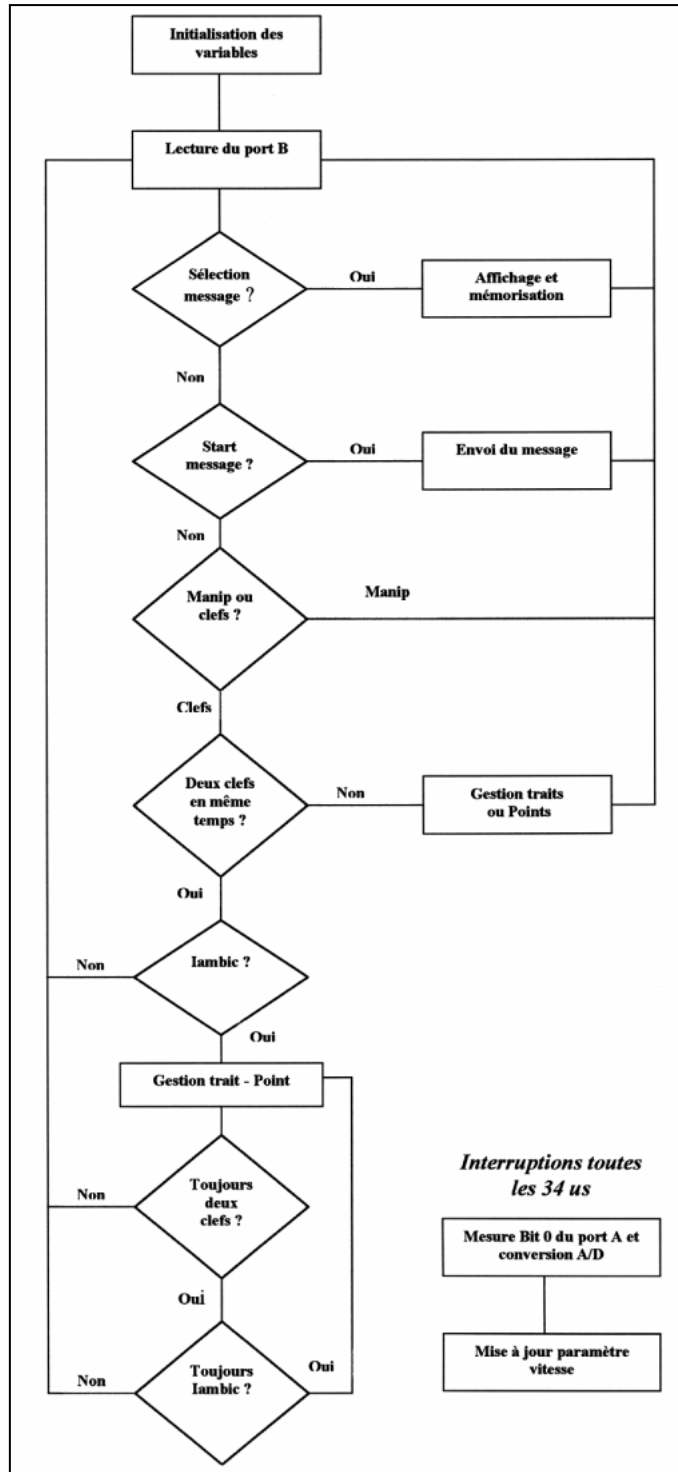 Initialisation des
variables
Lecture du port B
Sélection
message ?
Oui
Affichage et
mémorisation
Non
Start
message ?
Oui
Envoi du message
Non
Manip ou
clefs ?
Manip
Clefs
Deux clefs
en même
temps ?
Non
Gestion traits
ou Points
Oui
Iambic ?
Non
Oui
Gestion trait - Point
Toujours
deux
clefs ?
Non
Oui
Toujours
Iambic ?
Non
Oui
Interruptions toutes
les 34 us
Mesure Bit 0 du port A et
conversion A/D
Mise à jour paramètre
vitesse